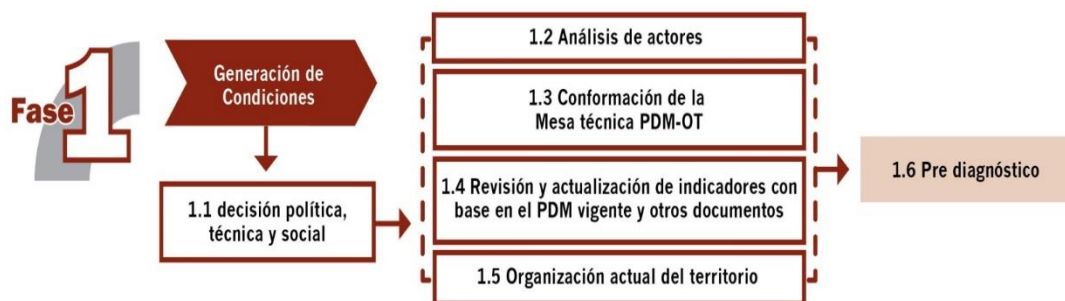 Fase 1
Generación de
Condiciones
1.1 decisión política,
técnica y social
1.2 Análisis de actores
1.3 Conformación de la
Mesa técnica PDM-OT
1.4 Revisión y actualización de indicadores con
base en el PDM vigente y otros documentos
1.5 Organización actual del territorio
1.6 Pre diagnóstico